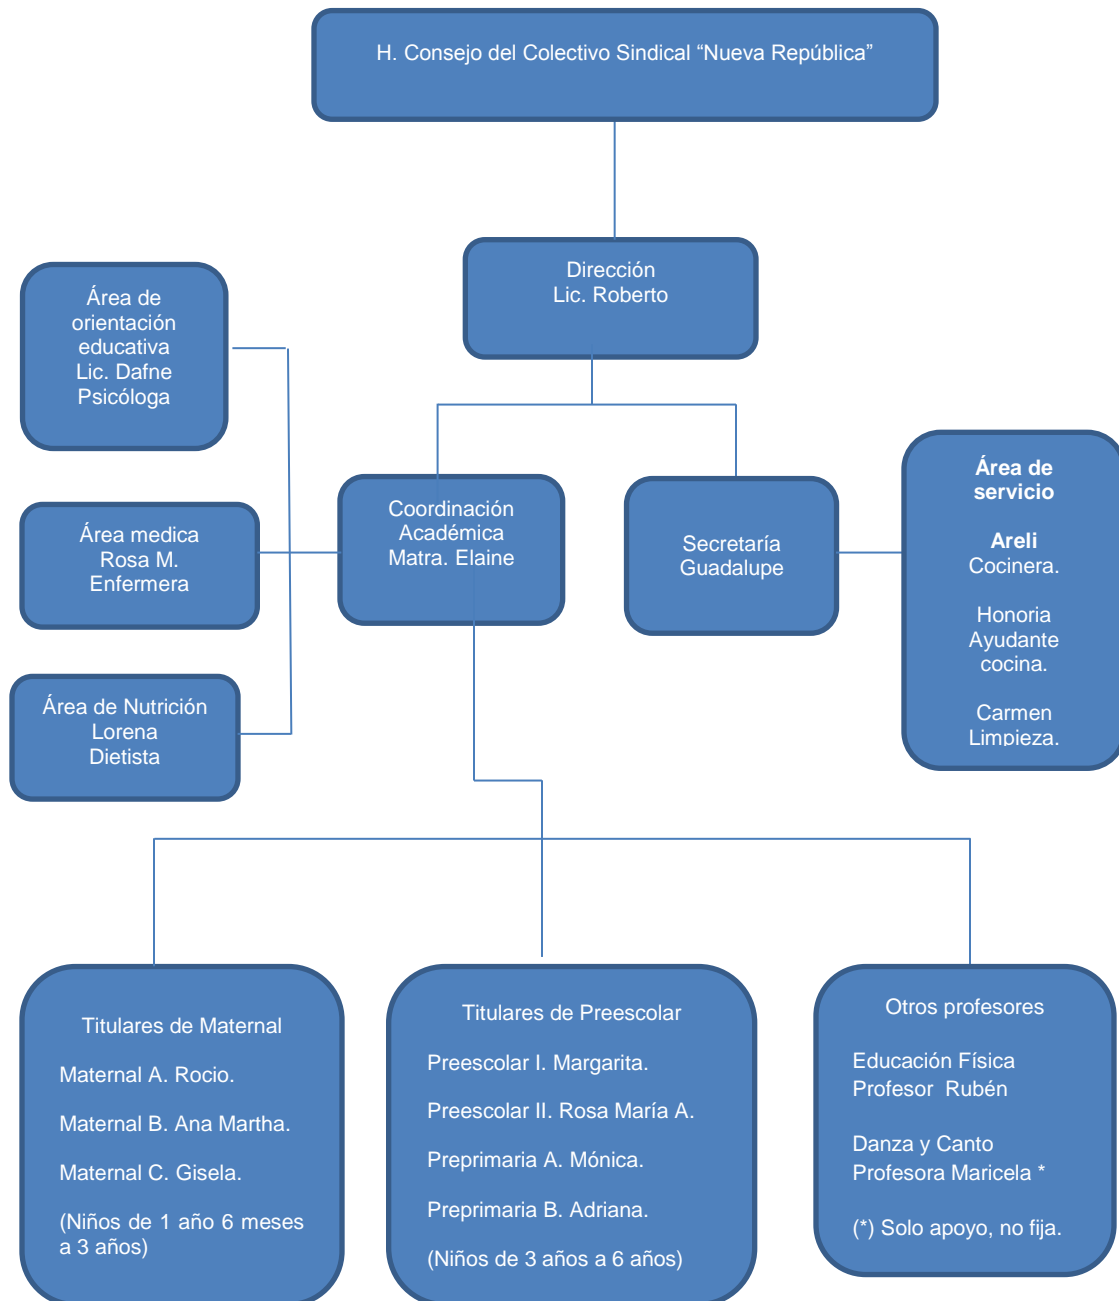 H. Consejo del Colectivo Sindical “Nueva República”
Dirección
Lic. Roberto
Área de
orientación
educativa
Lic. Dafne
Psicóloga
Área medica
Rosa M.
Enfermera
Área de Nutrición
Lorena
Dietista
Coordinación
Académica
Matra. Elaine
Secretaría
Guadalupe
Área de
servicio
Areli
Cocinera.
Honoria
Ayudante
cocina.
Carmen
Limpieza.
Titulares de Maternal
Maternal A. Rocio.
Maternal B. Ana Martha.
Maternal C. Gisela.
(Niños de 1 año 6 meses
a 3 años)
Titulares de Preescolar
Preescolar I. Margarita.
Preescolar II. Rosa María A.
Preprimaria A. Mónica.
Preprimaria B. Adriana.
(Niños de 3 años a 6 años)
Otros profesores
Educación Física
Profesor Rubén
Danza y Canto
Profesora Maricela *
(*) Solo apoyo, no fija.